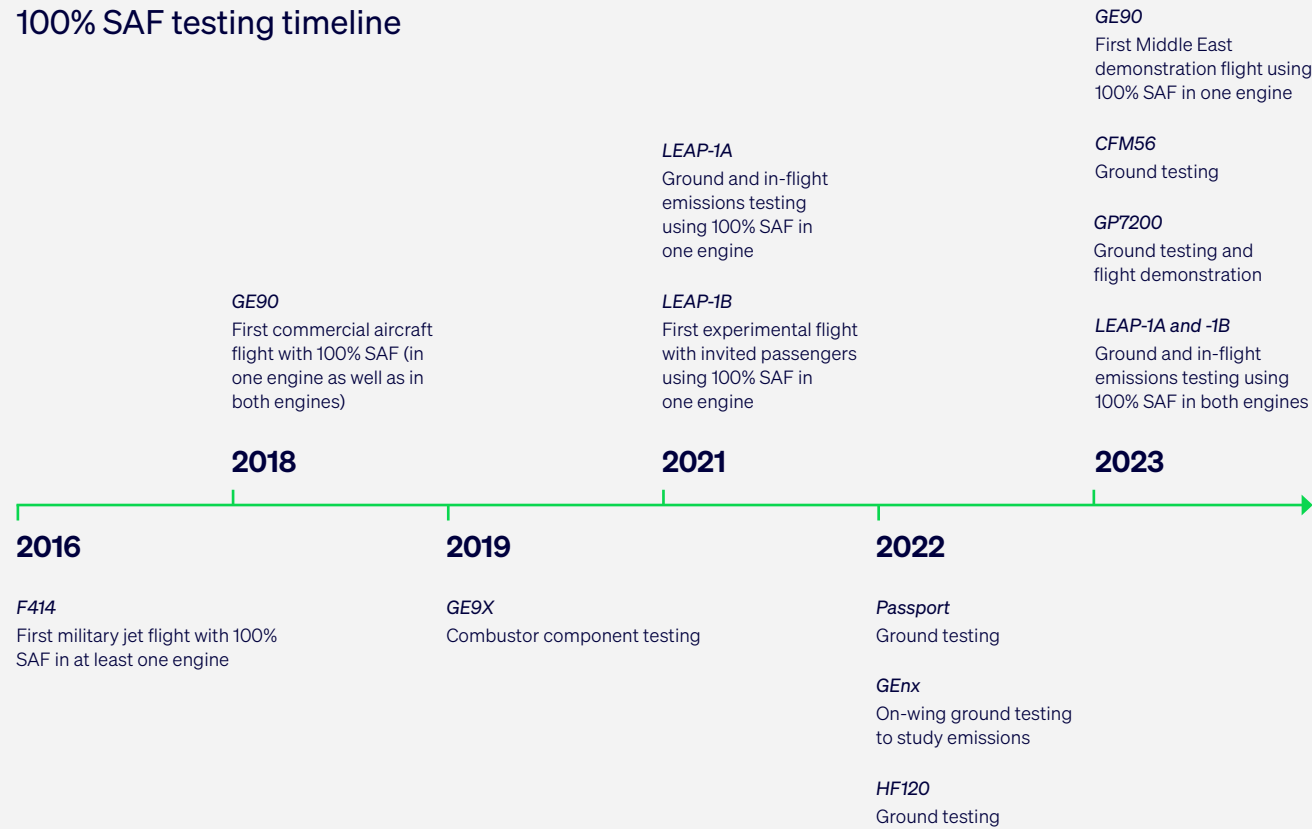 100% SAF testing timeline
2016
F414
First military jet flight with 100%
SAF in at least one engine
2018
GE90
First commercial aircraft
flight with 100% SAF (in
one engine as well as in
both engines)
2019
GE9X
Combustor component testing
2021
LEAP-1A
Ground and in-flight
emissions testing
using 100% SAF in
one engine
LEAP-1B
First experimental flight
with invited passengers
using 100% SAF in
one engine
2022
Passport
Ground testing
GEnx
On-wing ground testing
to study emissions
HF120
Ground testing
2023
GE90
First Middle East
demonstration flight using
100% SAF in one engine
CFM56
Ground testing
GP7200
Ground testing and
flight demonstration
LEAP-1A and -1B
Ground and in-flight
emissions testing using
100% SAF in both engines